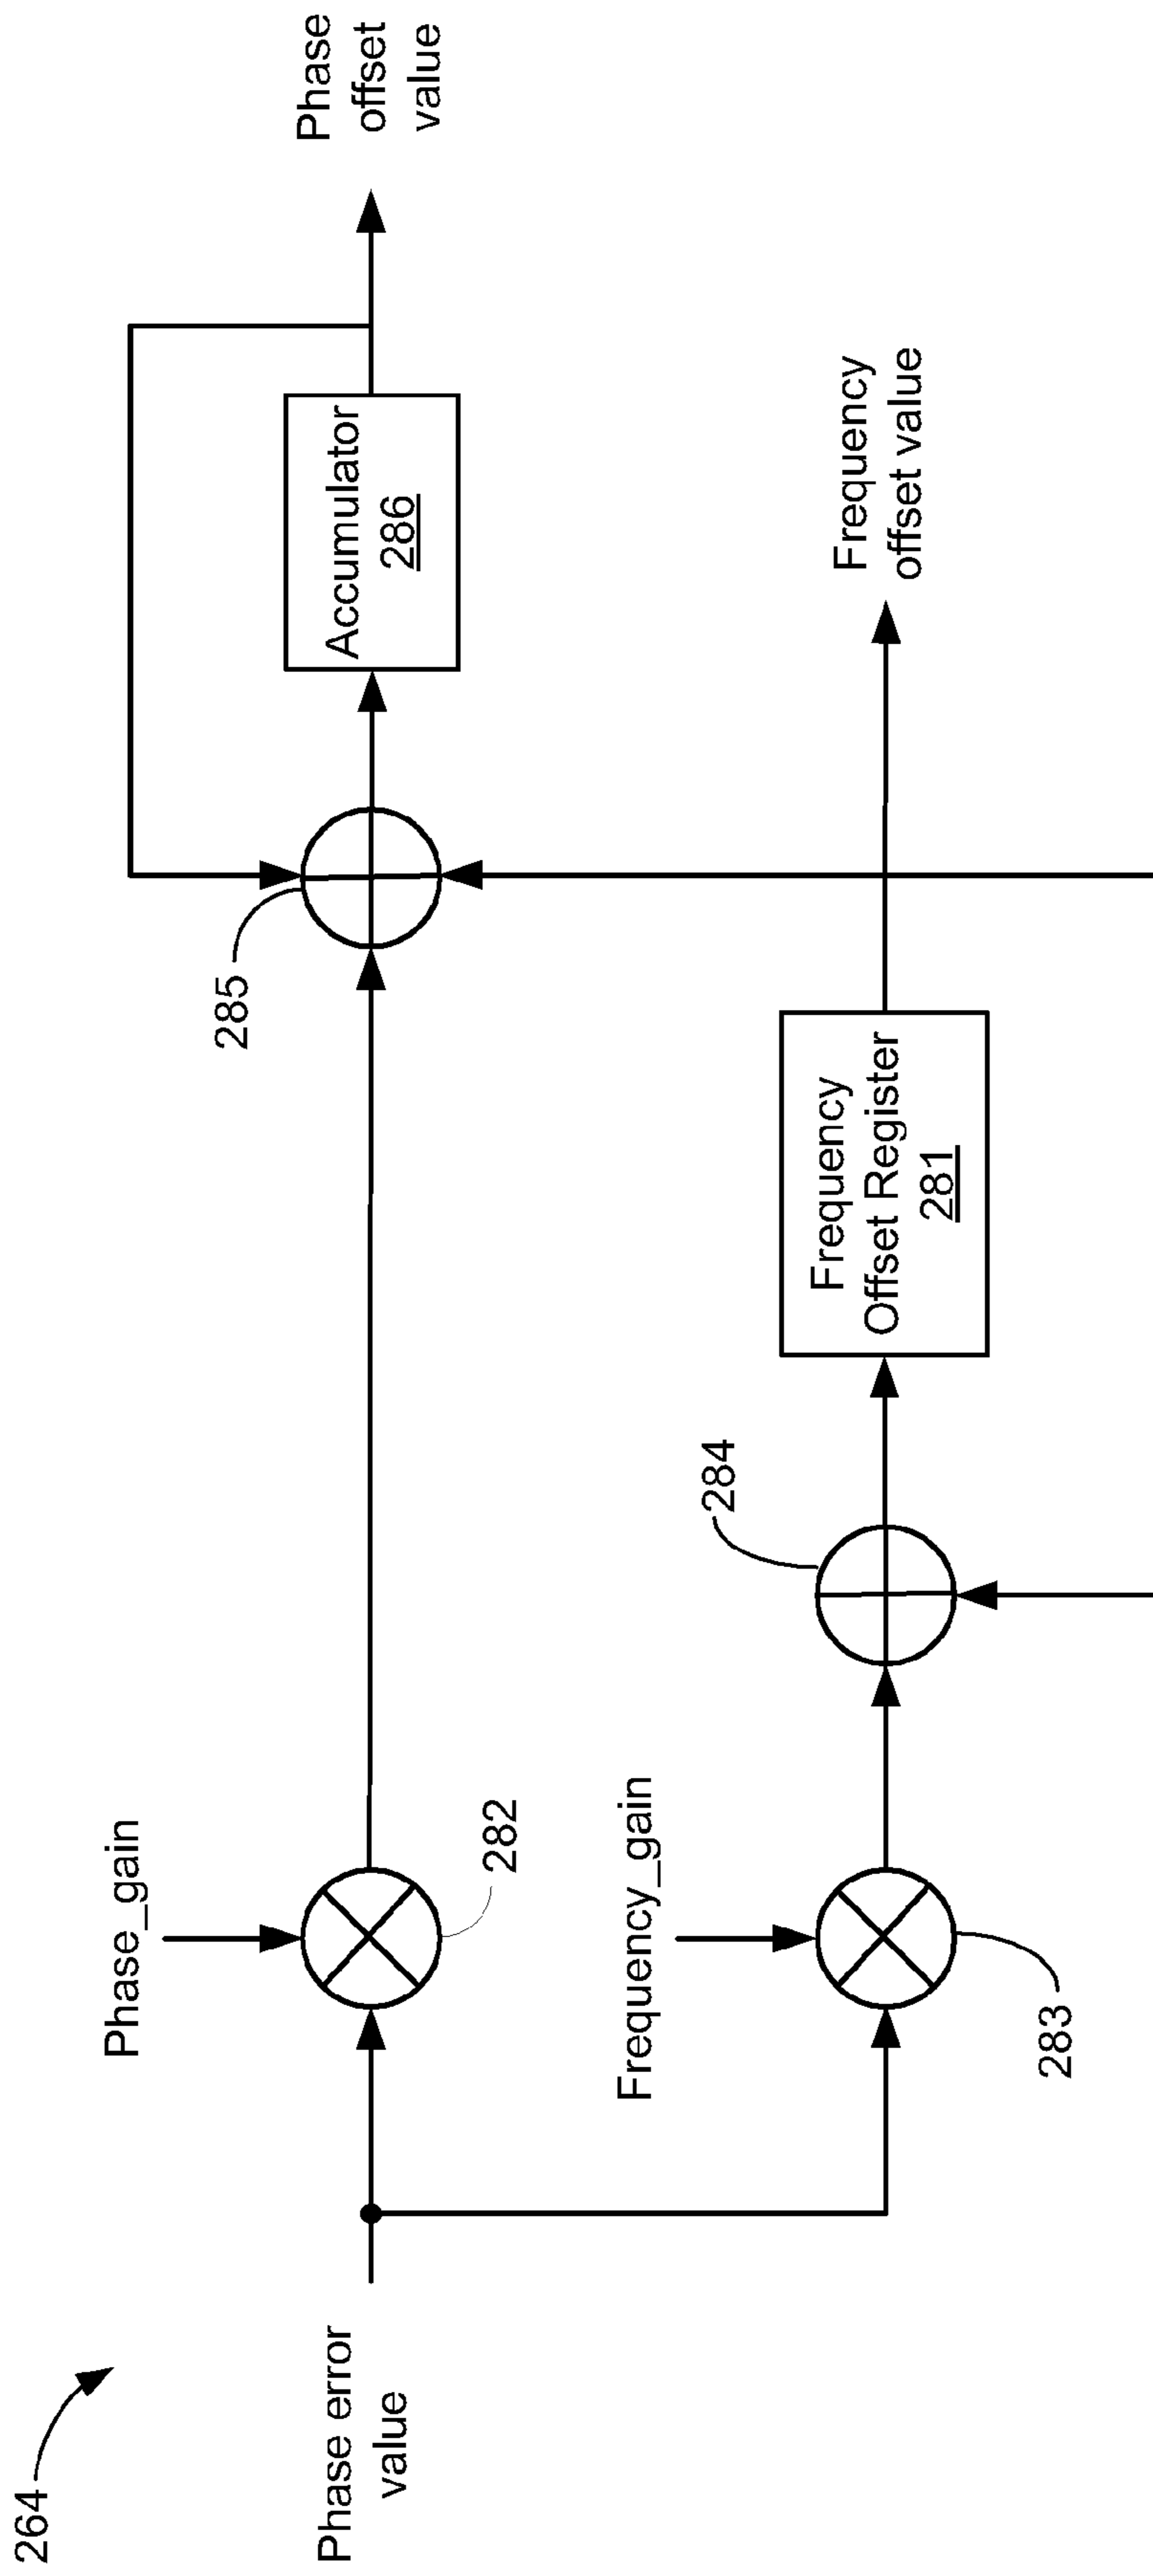 264
Phase error
value
Phase_gain
282
Frequency_gain
283
284
Frequency
Offset Register
281
285
Accumulator
286
Phase
offset
value
Frequency
offset value